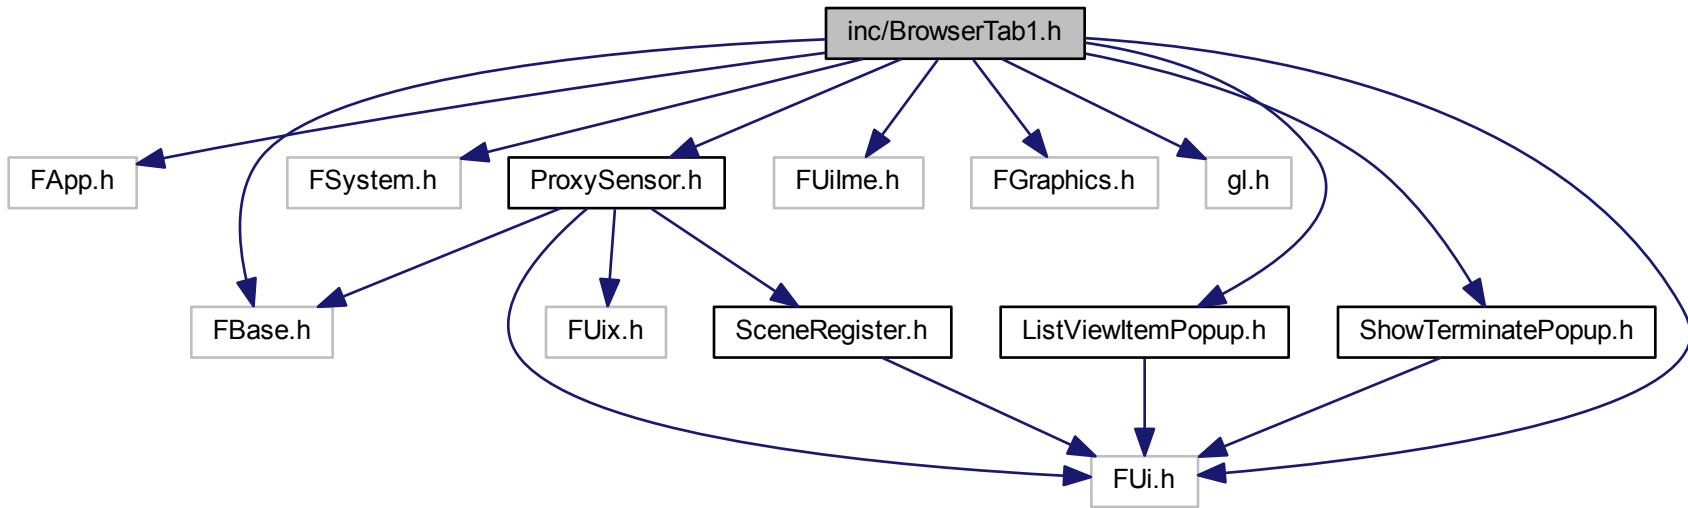 inc/BrowserTab1.h
FApp.h
FSystem.h
ProxySensor.h
FUiIme.h
FGraphics.h
gl.h
FBase.h
FUix.h
SceneRegister.h
ListViewItemPopup.h
ShowTerminatePopup.h
FUi.h